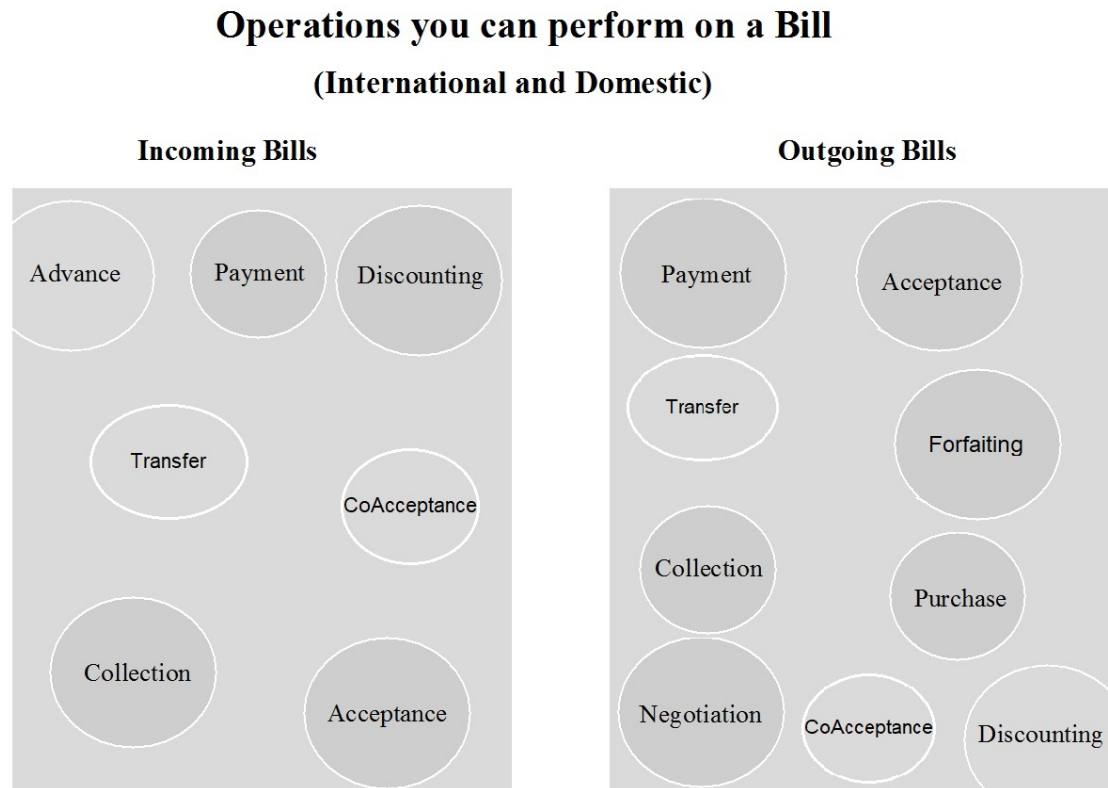 Operations you can perform on a Bill
(International and Domestic)
Incoming Bills
Advance
Payment
Discounting
Transfer
CoAcceptance
Collection
Acceptance
Outgoing Bills
Payment
Acceptance
Transfer
Forfaiting
Collection
Purchase
Negotiation
CoAcceptance
Discounting